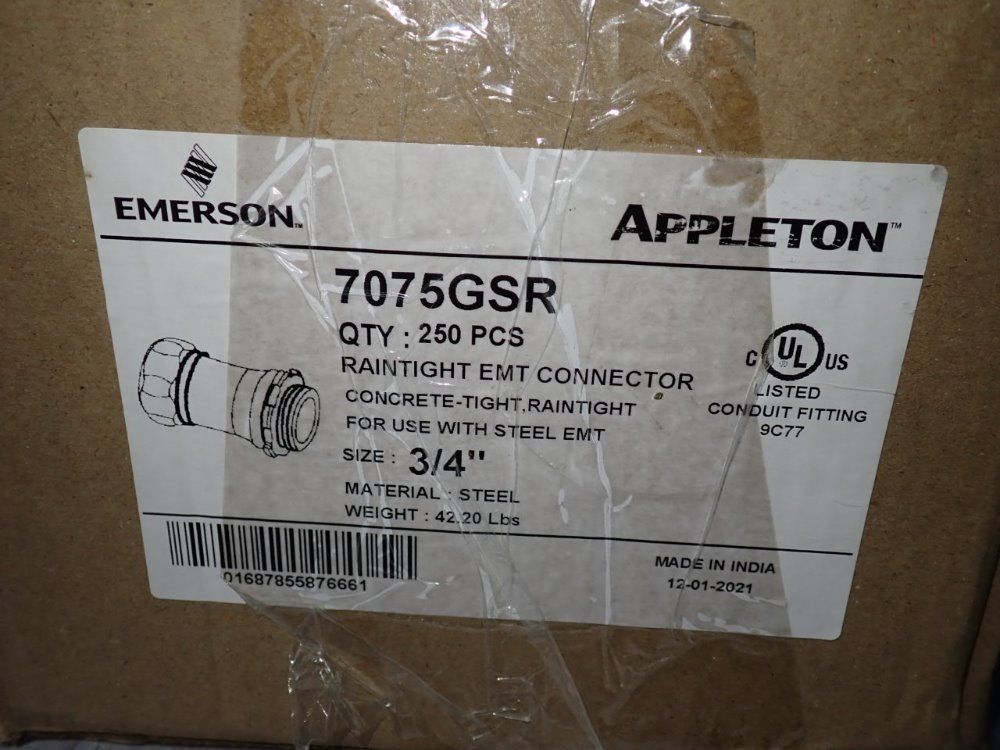 EMERSON™
APPLETON™
7075GSR
QTY : 250 PCS
RAINTIGHT EMT CONNECTOR
CONCRETE-TIGHT,RAINTIGHT
FOR USE WITH STEEL EMT
SIZE : 3/4"
MATERIAL : STEEL
WEIGHT : 42.20 Lbs
C UL US
LISTED
CONDUIT FITTING
9C77
01687855876661
MADE IN INDIA
12-01-2021